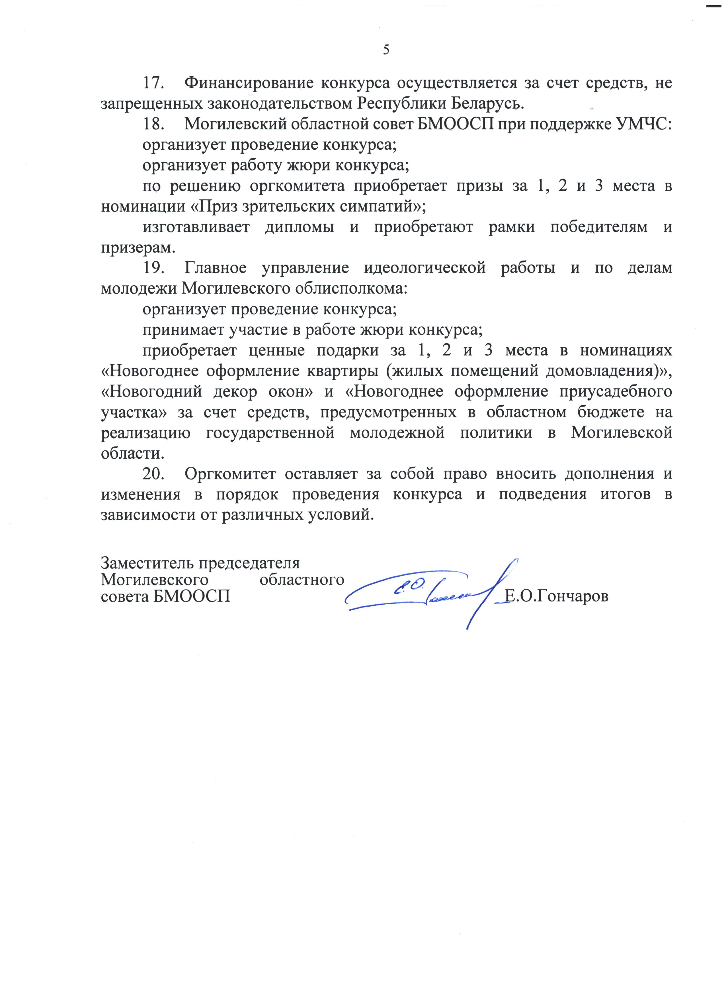 5
17. Финансирование конкурса осуществляется за счет средств, не
запрещенных законодательством Республики Беларусь.
18. Могилевский областной совет БМООСП при поддержке УМЧС:
организует проведение конкурса;
организует работу жюри конкурса;
по решению оргкомитета приобретает призы за 1, 2 и 3 места в
номинации «Приз зрительских симпатий»;
изготавливает дипломы и приобретают рамки победителям и
призерам.
19. Главное управление идеологической работы и по делам
молодежи Могилевского облисполкома:
организует проведение конкурса;
принимает участие в работе жюри конкурса;
приобретает ценные подарки за 1, 2 и 3 места в номинациях
«Новогоднее оформление квартиры (жилых помещений домовладения)»,
«Новогодний декор окон» и «Новогоднее оформление приусадебного
участка» за счет средств, предусмотренных в областном бюджете на
реализацию государственной молодежной политики в Могилевской
области.
20. Оргкомитет оставляет за собой право вносить дополнения и
изменения в порядок проведения конкурса и подведения итогов в
зависимости от различных условий.
Заместитель председателя
Могилевского областного
совета БМООСП Е.О.Гончаров